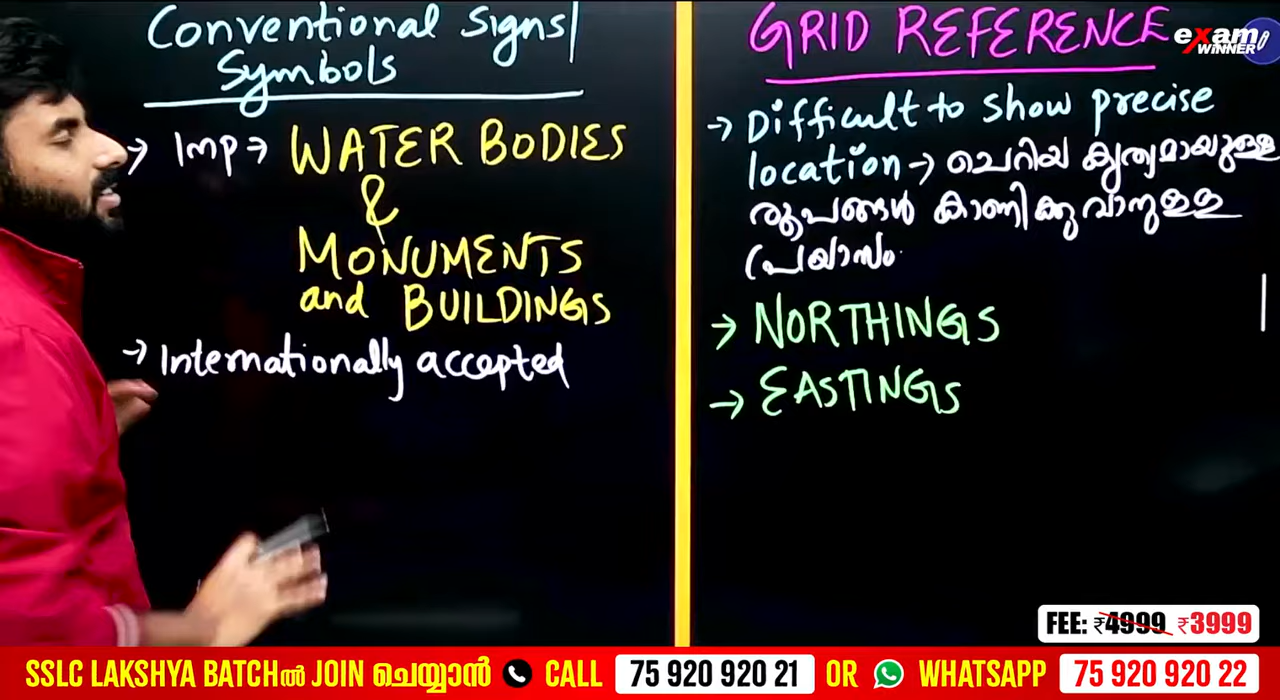 Conventional Signs/
Symbols
→ Imp → WATER BODIES
&
MONUMENTS
and BUILDINGS
→ Internationally accepted
GRID REFERENCE
→ Difficult to show precise
location → ചെറിയ കൃത്യമായുള്ള
രൂപങ്ങൾ കാണിക്കുവാനുള്ള
പ്രയാസം.
→ NORTHINGS
→ EASTINGS
exam
WINNER
FEE: ₹4999 ₹3999
SSLC LAKSHYA BATCHൽ JOIN ചെയ്യാൻ CALL 75 920 920 21 OR WHATSAPP 75 920 920 22